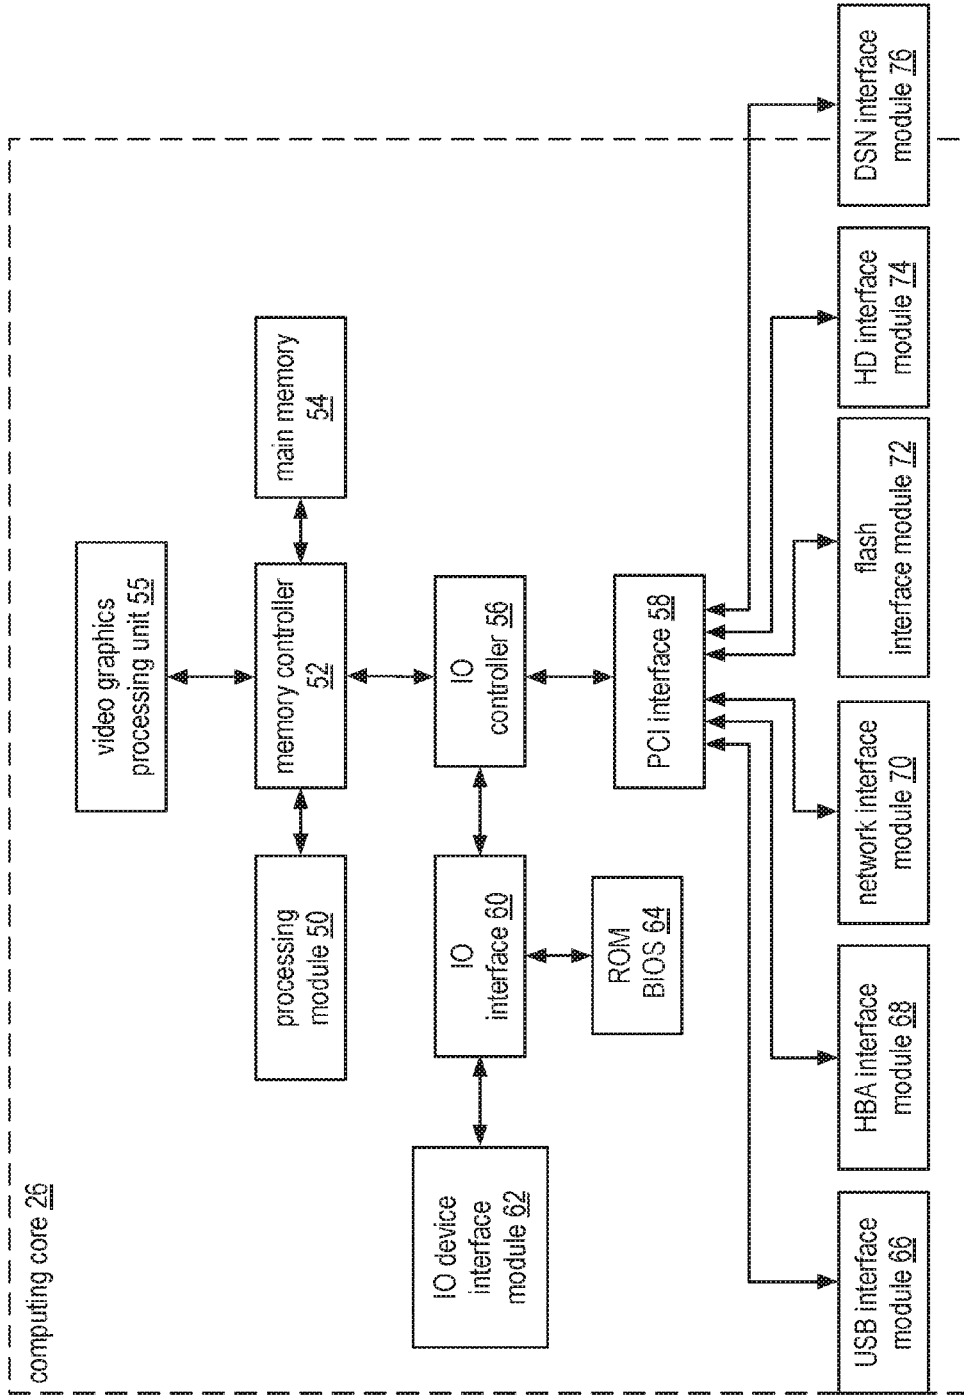 computing core 26
video graphics
processing unit 55
processing
module 50
memory controller
52
main memory
54
IO device
interface
module 62
IO
interface 60
IO
controller 56
ROM
BIOS 64
PCI interface 58
USB interface
module 66
HBA interface
module 68
network interface
module 70
flash
interface module 72
HD interface
module 74
DSN interface
module 76